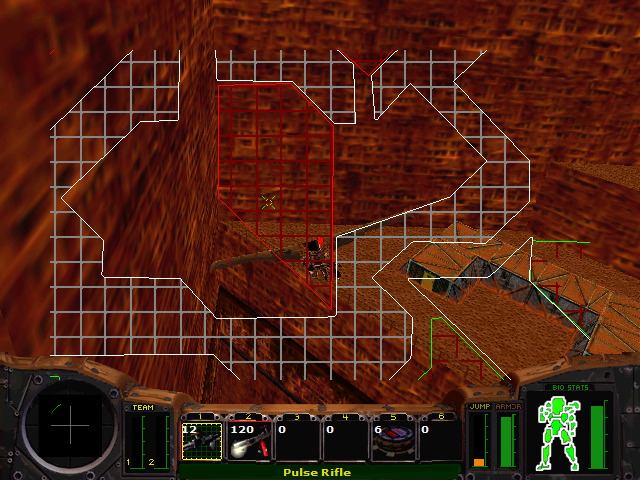 BIO STATS
TEAM
1 2 3 4 5 6
JUMP ARMOR
12 120 0 0 6 0
1 2
Pulse Rifle